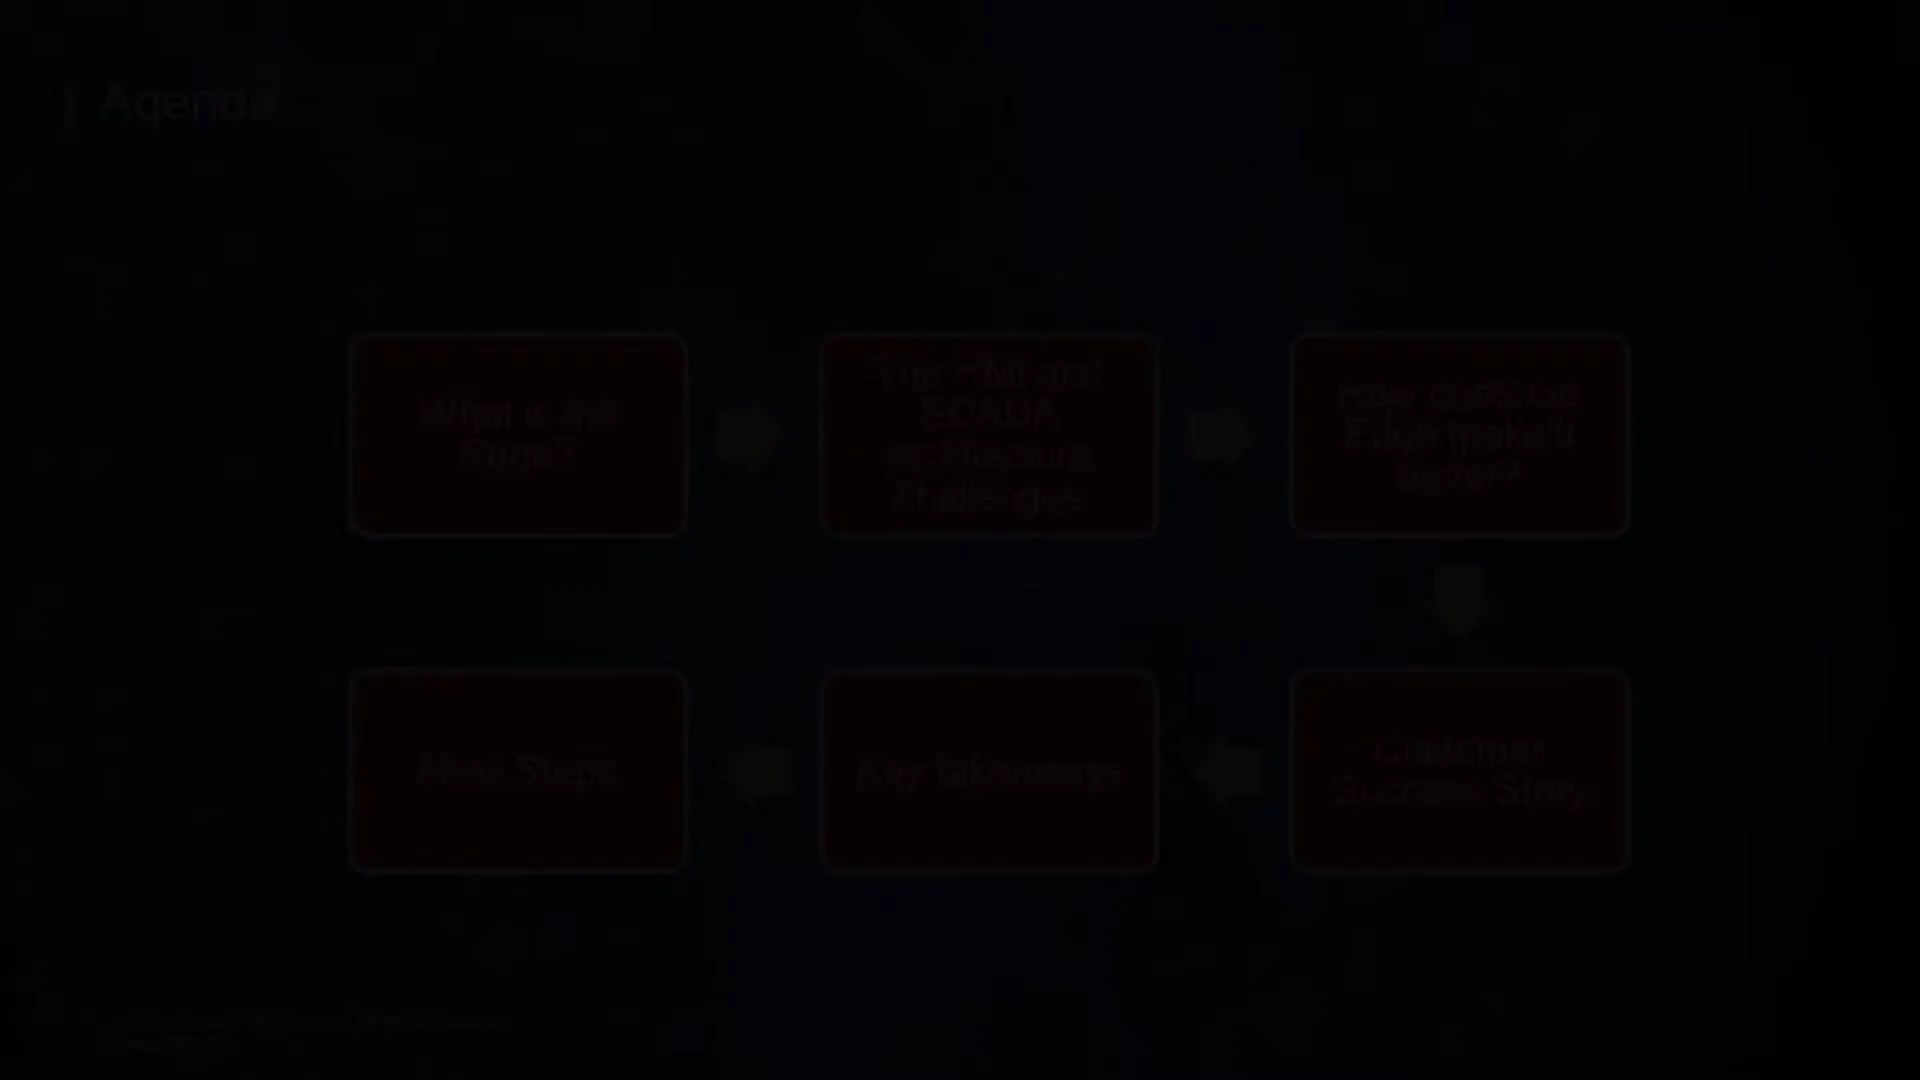 Agenda
What is the
Edge?
The HMI and
SCADA
architecture
challenges
How does the
Edge make it
better?
Customer
Success Story
Key takeaways
Next Steps